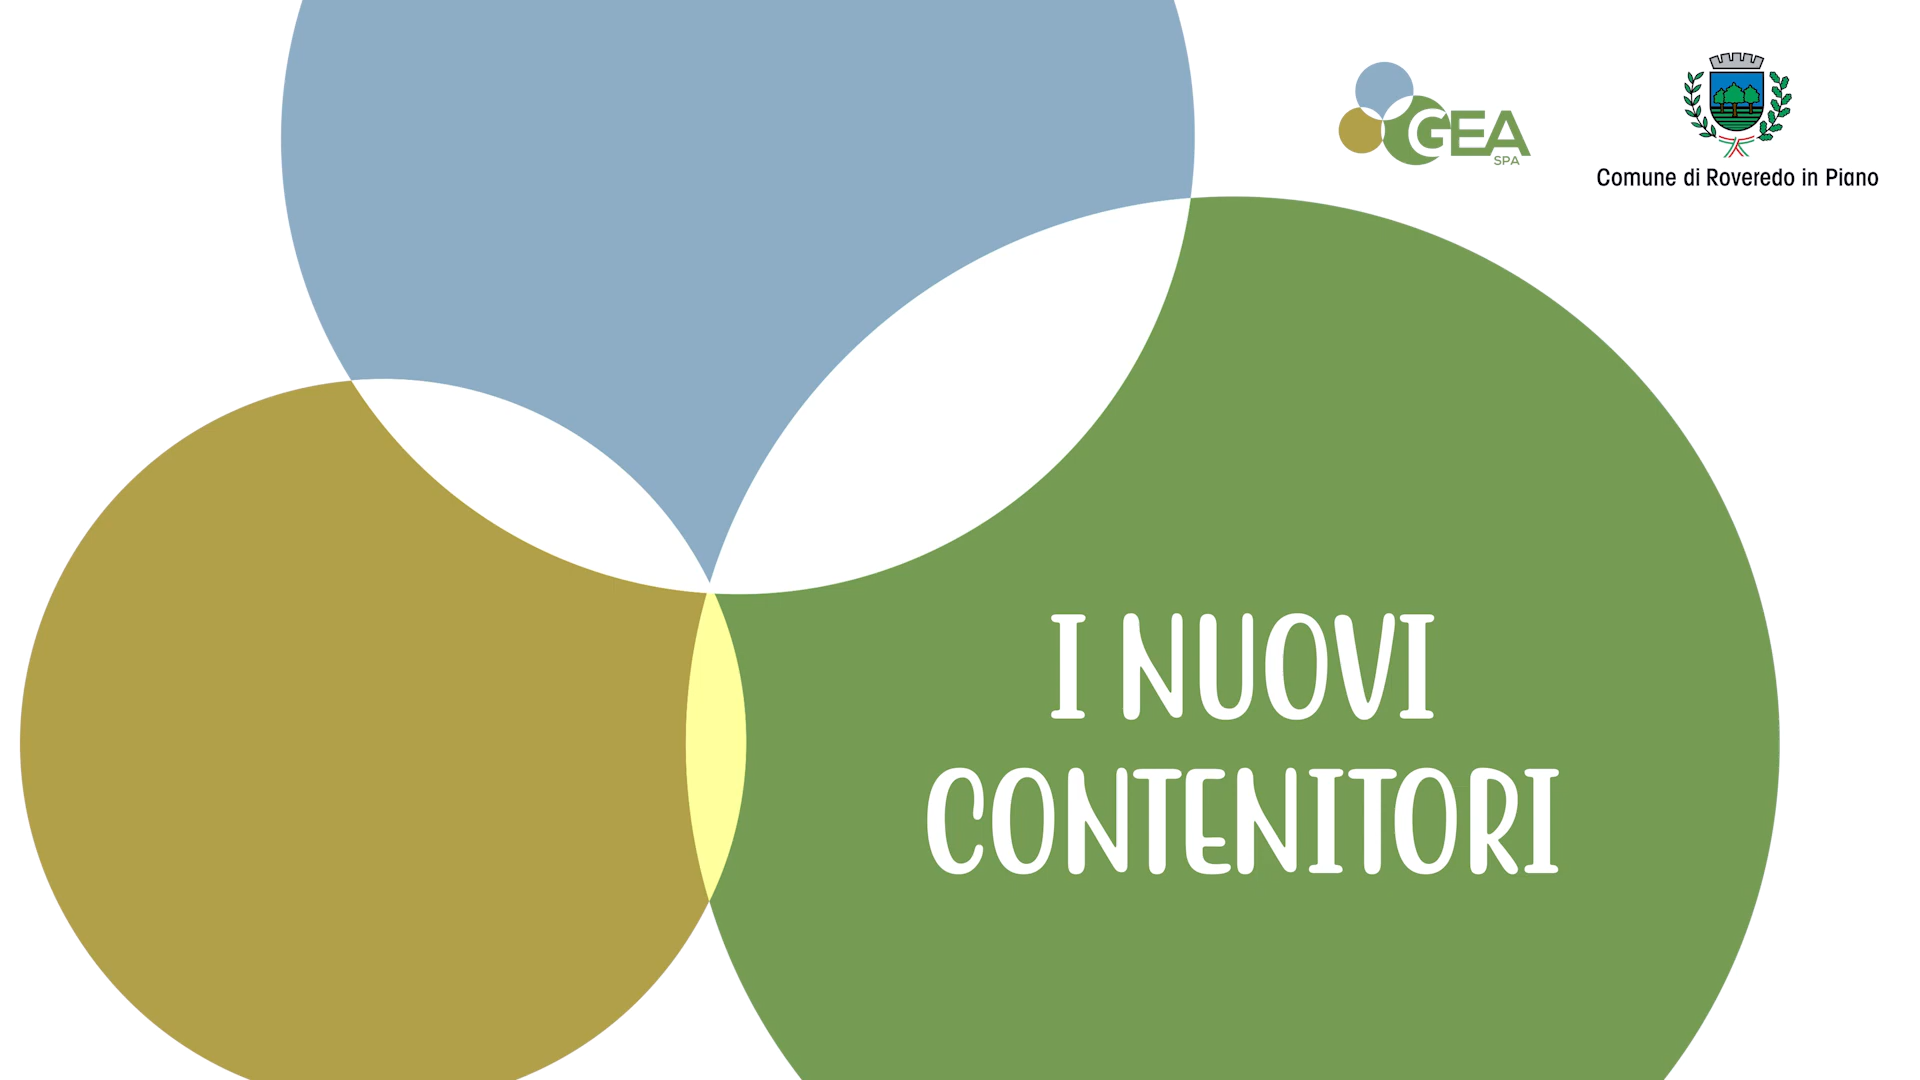 GEA
SPA
Comune di Roveredo in Piano
I NUOVI
CONTENITORI